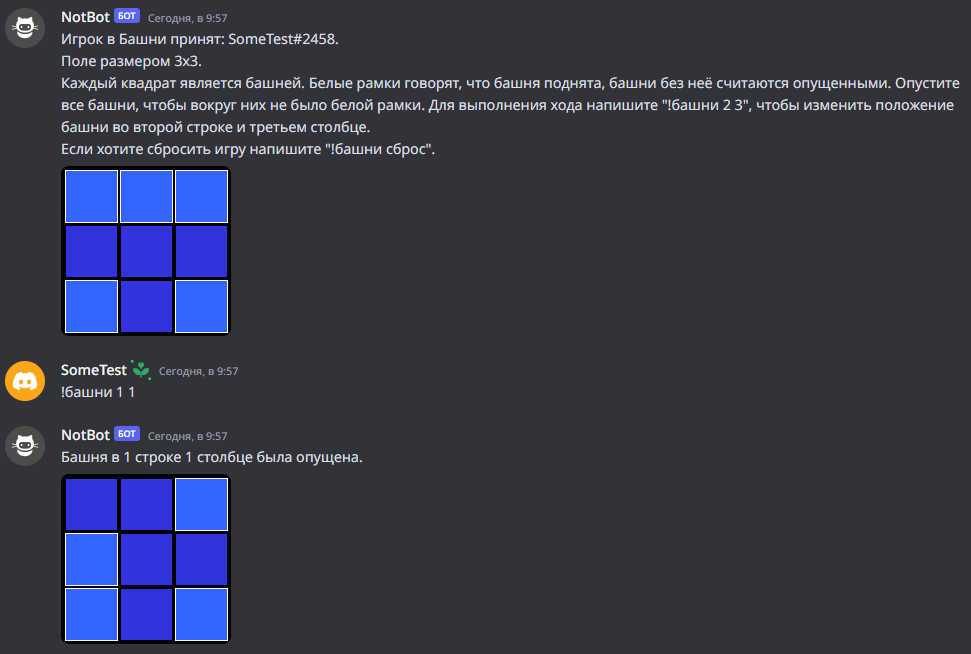 NotBot БОТ Сегодня, в 9:57
Игрок в Башни принят: SomeTest#2458.
Поле размером 3x3.
Каждый квадрат является башней. Белые рамки говорят, что башня поднята, башни без неё считаются опущенными. Опустите
все башни, чтобы вокруг них не было белой рамки. Для выполнения хода напишите "!башни 2 3", чтобы изменить положение
башни во второй строке и третьем столбце.
Если хотите сбросить игру напишите "!башни сброс".
SomeTest Сегодня, в 9:57
!башни 1 1
NotBot БОТ Сегодня, в 9:57
Башня в 1 строке 1 столбце была опущена.